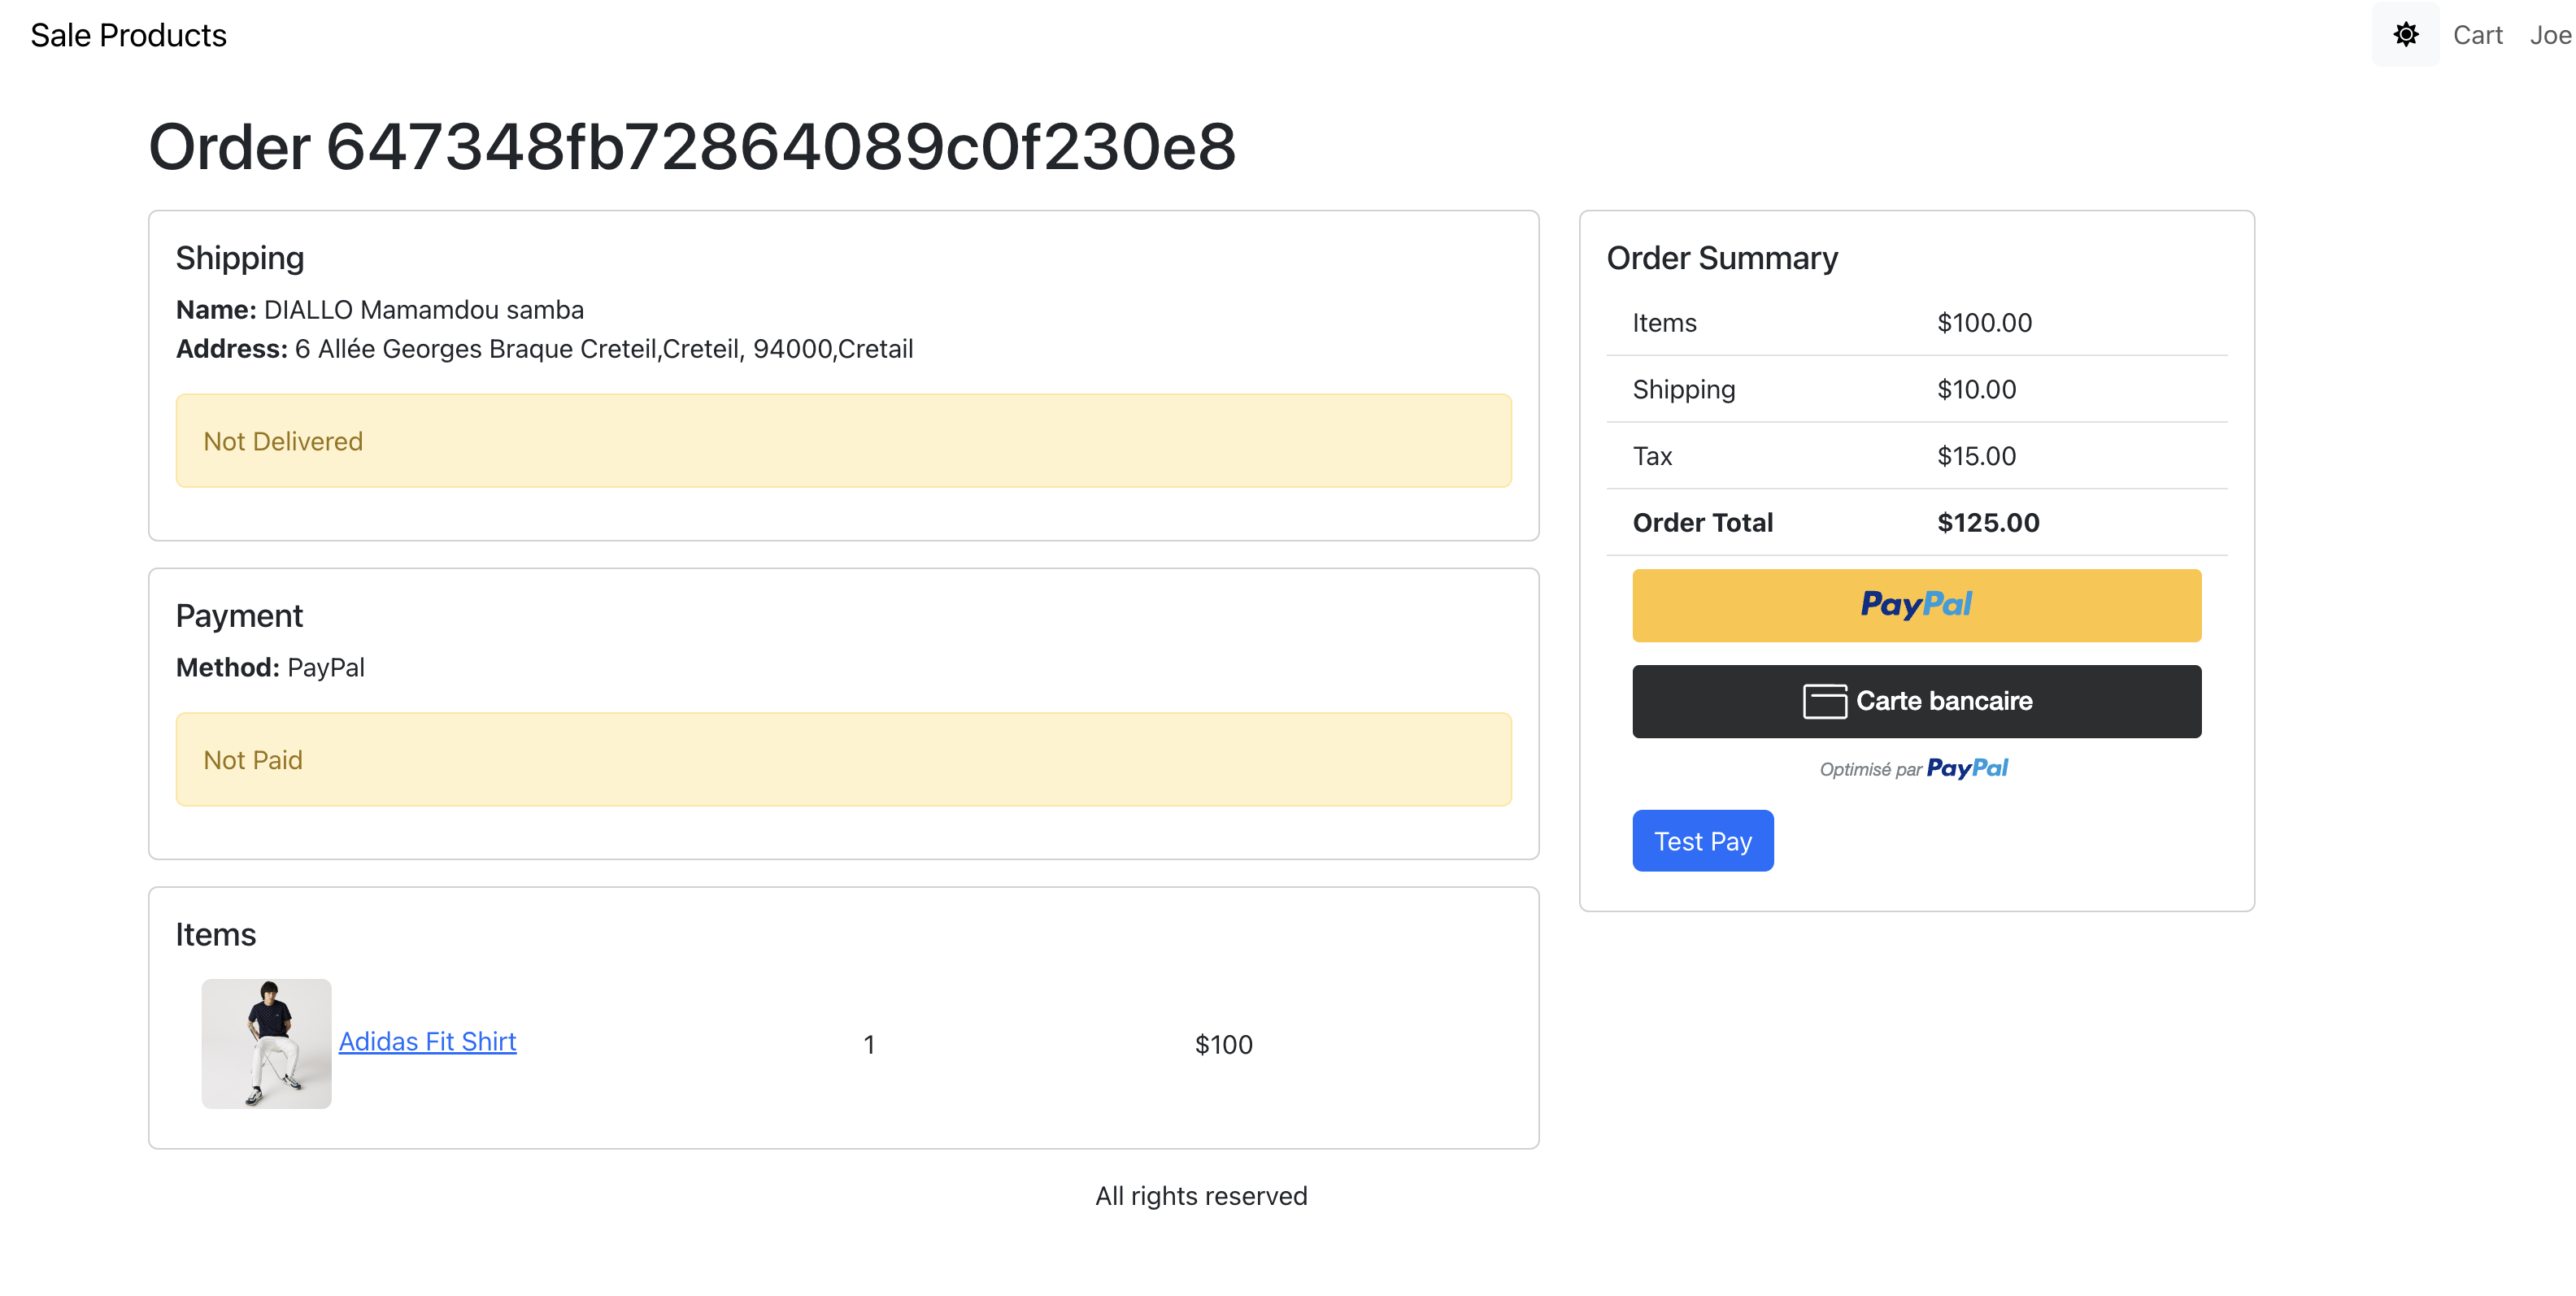 Sale Products
Cart Joe
Order 647348fb72864089c0f230e8
Shipping
Name: DIALLO Mamamdou samba
Address: 6 Allée Georges Braque Creteil,Creteil, 94000,Cretail
Not Delivered
Payment
Method: PayPal
Not Paid
Items
Adidas Fit Shirt 1 $100
Order Summary
Items $100.00
Shipping $10.00
Tax $15.00
Order Total $125.00
PayPal
Carte bancaire
Optimisé par PayPal
Test Pay
All rights reserved